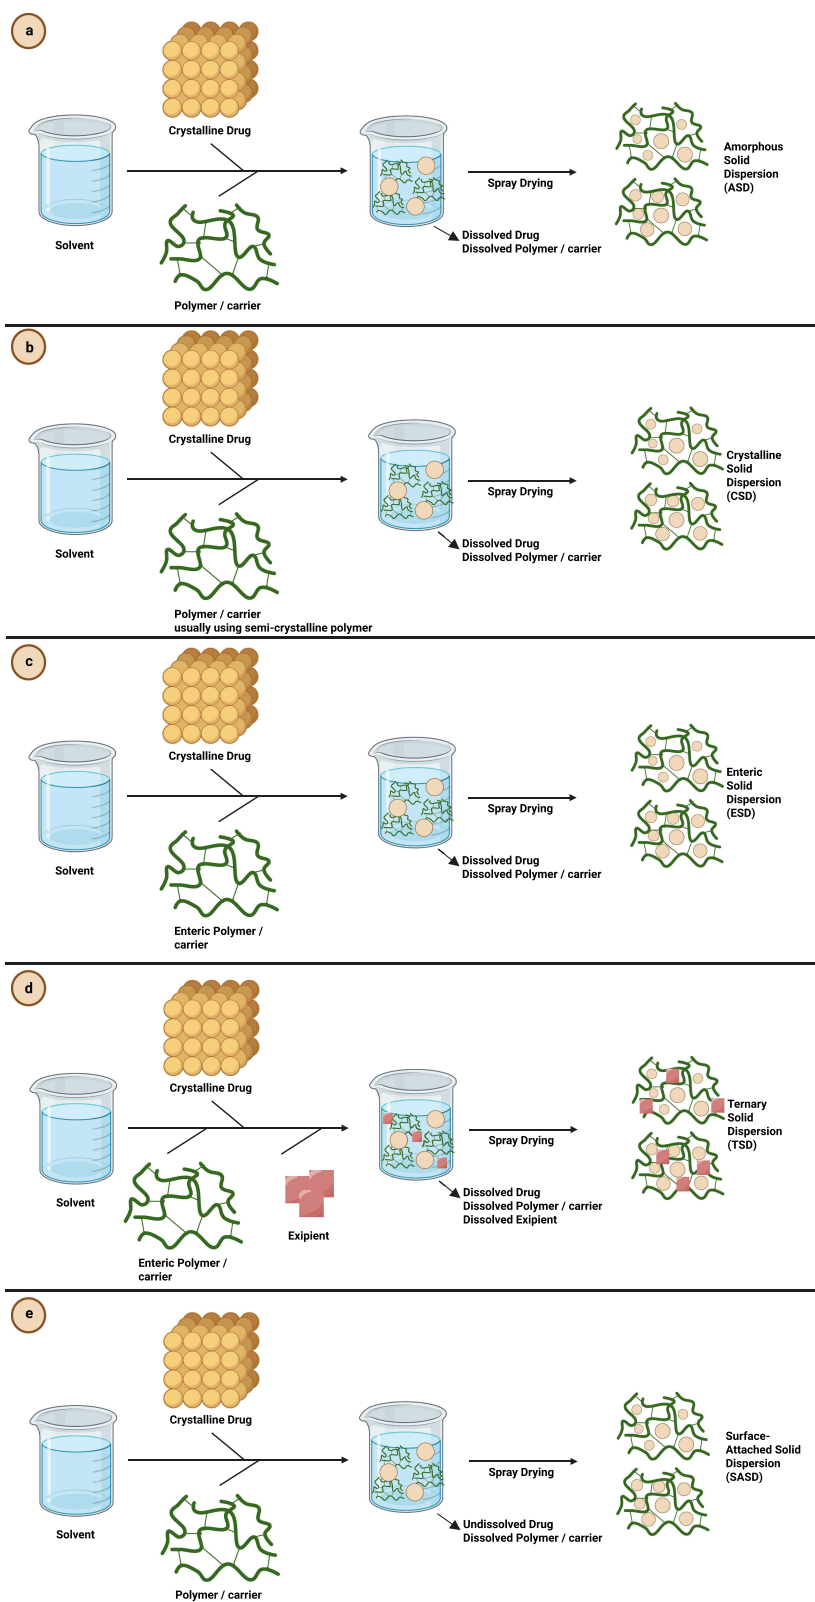 a
Crystalline Drug
Solvent
Polymer / carrier
Spray Drying
Dissolved Drug
Dissolved Polymer / carrier
Amorphous
Solid
Dispersion
(ASD)
b
Crystalline Drug
Solvent
Polymer / carrier
usually using semi-crystalline polymer
Spray Drying
Dissolved Drug
Dissolved Polymer / carrier
Crystalline
Solid
Dispersion
(CSD)
c
Crystalline Drug
Solvent
Enteric Polymer /
carrier
Spray Drying
Dissolved Drug
Dissolved Polymer / carrier
Enteric
Solid
Dispersion
(ESD)
d
Crystalline Drug
Solvent
Enteric Polymer /
carrier
Exipient
Spray Drying
Dissolved Drug
Dissolved Polymer / carrier
Dissolved Exipient
Ternary
Solid
Dispersion
(TSD)
e
Crystalline Drug
Solvent
Polymer / carrier
Spray Drying
Undissolved Drug
Dissolved Polymer / carrier
Surface-
Attached Solid
Dispersion
(SASD)